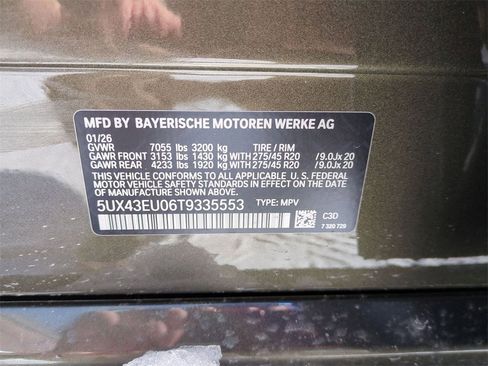 MFD BY BAYERISCHE MOTOREN WERKE AG
01/26
GVWR 7055 lbs 3200 kg TIRE / RIM
GAWR FRONT 3153 lbs 1430 kg WITH 275/45 R20 /9.0Jx 20
GAWR REAR 4233 lbs 1920 kg WITH 275/45 R20 /9.0Jx 20
THIS VEHICLE CONFORMS TO ALL APPLICABLE U. S. FEDERAL
MOTOR VEHICLE SAFETY STANDARDS IN EFFECT
ON THE DATE OF MANUFACTURE SHOWN ABOVE.
5UX43EU06T9335553 TYPE: MPV
C3D
7 320 729